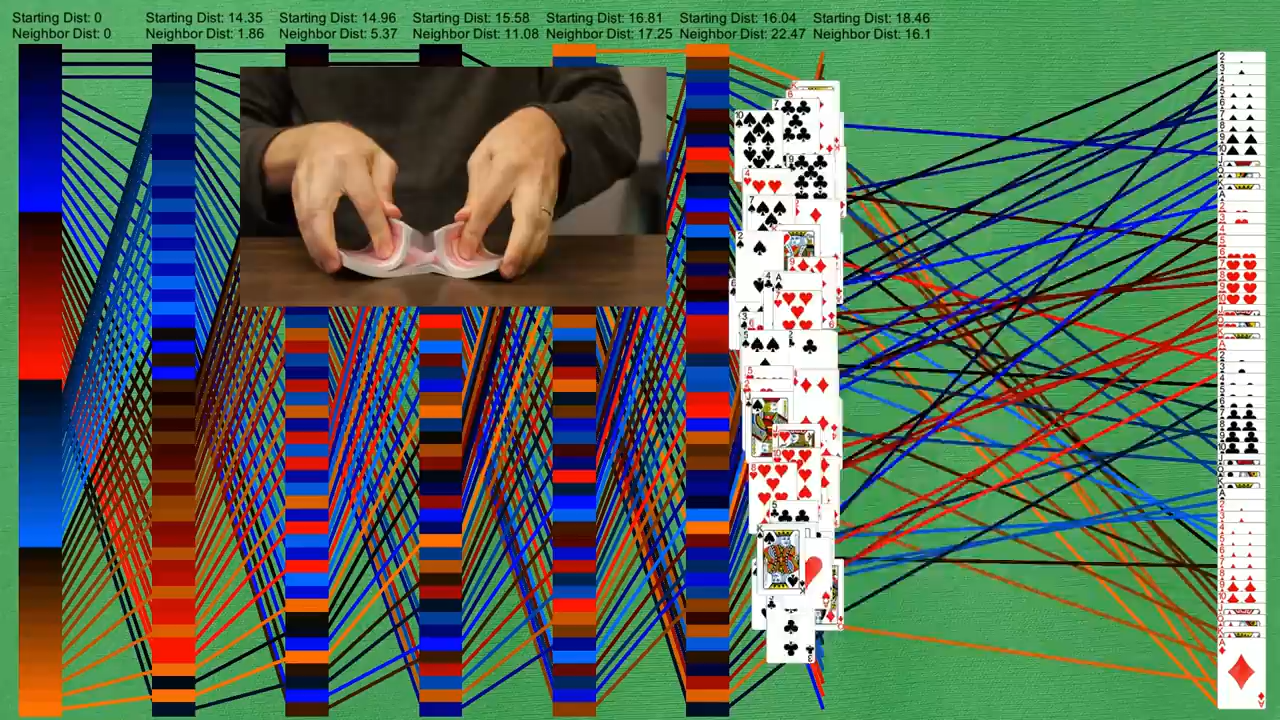 Starting Dist: 0
Neighbor Dist: 0
Starting Dist: 14.35
Neighbor Dist: 1.86
Starting Dist: 14.96
Neighbor Dist: 5.37
Starting Dist: 15.58
Neighbor Dist: 11.08
Starting Dist: 16.81
Neighbor Dist: 17.25
Starting Dist: 16.04
Neighbor Dist: 22.47
Starting Dist: 18.46
Neighbor Dist: 16.1